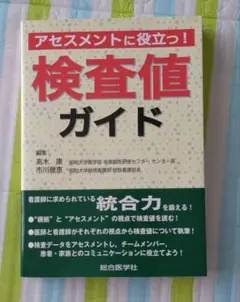 アセスメントに役立つ!
検査値
ガイド
編集
高木 康
市川幾恵
看護師に求められている統合力を鍛える!
●“根拠”と“アセスメント”の視点で検査値を読む!
●医師と看護師がそれぞれの視点から検査値について執筆!
●検査データをアセスメントし、チームメンバー、
患者・家族とのコミュニケーションに役立てよう!
総合医学社